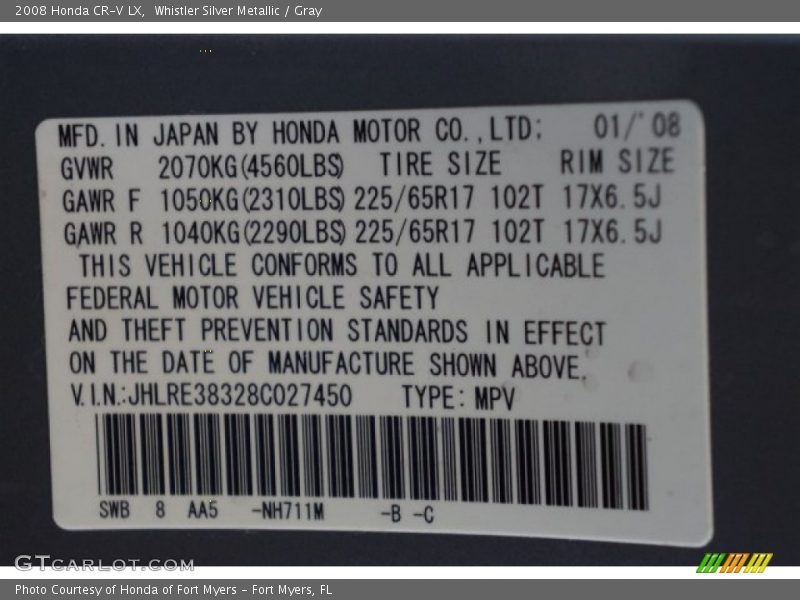 2008 Honda CR-V LX, Whistler Silver Metallic / Gray
MFD. IN JAPAN BY HONDA MOTOR CO.,LTD: 01/'08
GVWR 2070KG(4560LBS) TIRE SIZE RIM SIZE
GAWR F 1050KG(2310LBS) 225/65R17 102T 17X6.5J
GAWR R 1040KG(2290LBS) 225/65R17 102T 17X6.5J
THIS VEHICLE CONFORMS TO ALL APPLICABLE
FEDERAL MOTOR VEHICLE SAFETY
AND THEFT PREVENTION STANDARDS IN EFFECT
ON THE DATE OF MANUFACTURE SHOWN ABOVE.
V.I.N.:JHLRE38328C027450 TYPE: MPV
SWB 8 AA5 -NH711M -B -C
GTCARLOT.COM
Photo Courtesy of Honda of Fort Myers - Fort Myers, FL